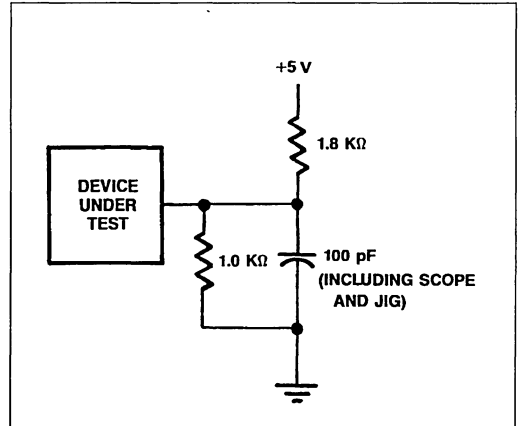 +5 V
1.8 KΩ
DEVICE
UNDER
TEST
1.0 KΩ
100 pF
(INCLUDING SCOPE
AND JIG)